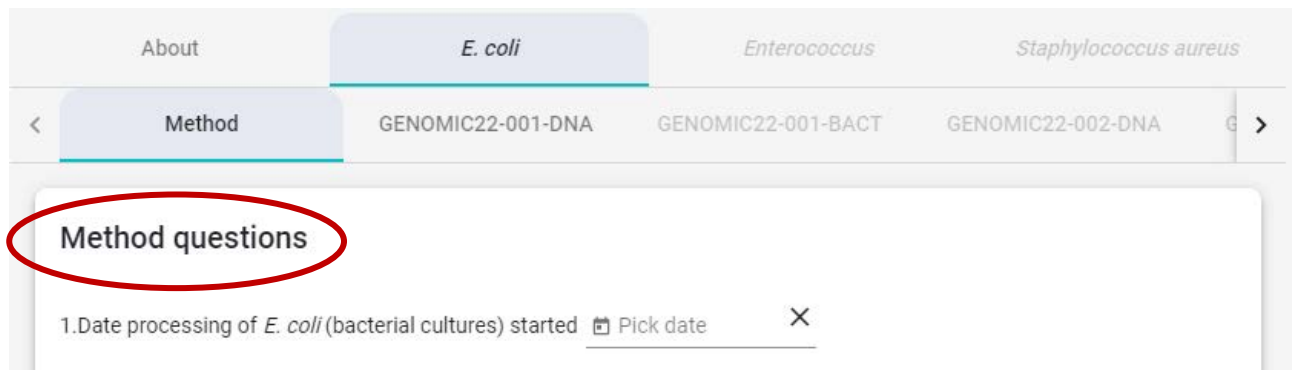 About E. coli Enterococcus Staphylococcus aureus
Method GENOMIC22-001-DNA GENOMIC22-001-BACT GENOMIC22-002-DNA G
Method questions
1.Date processing of E. coli (bacterial cultures) started Pick date